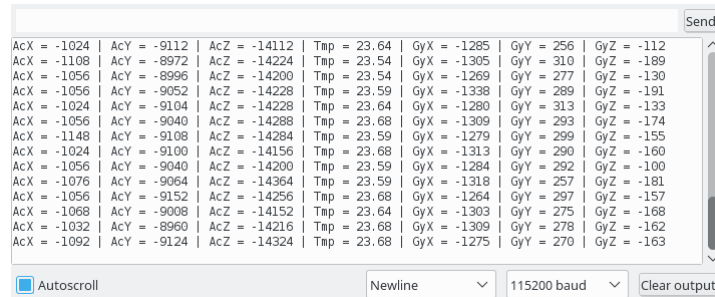 Send
AcX = -1024 | AcY = -9112 | AcZ = -14112 | Tmp = 23.64 | GyX = -1285 | GyY = 256 | GyZ = -112
AcX = -1108 | AcY = -8972 | AcZ = -14224 | Tmp = 23.54 | GyX = -1305 | GyY = 310 | GyZ = -189
AcX = -1056 | AcY = -8996 | AcZ = -14200 | Tmp = 23.54 | GyX = -1269 | GyY = 277 | GyZ = -130
AcX = -1056 | AcY = -9052 | AcZ = -14228 | Tmp = 23.59 | GyX = -1338 | GyY = 289 | GyZ = -191
AcX = -1024 | AcY = -9104 | AcZ = -14228 | Tmp = 23.64 | GyX = -1280 | GyY = 313 | GyZ = -133
AcX = -1056 | AcY = -9040 | AcZ = -14288 | Tmp = 23.68 | GyX = -1309 | GyY = 293 | GyZ = -174
AcX = -1148 | AcY = -9108 | AcZ = -14284 | Tmp = 23.59 | GyX = -1279 | GyY = 299 | GyZ = -155
AcX = -1024 | AcY = -9100 | AcZ = -14156 | Tmp = 23.68 | GyX = -1313 | GyY = 290 | GyZ = -160
AcX = -1056 | AcY = -9040 | AcZ = -14200 | Tmp = 23.59 | GyX = -1284 | GyY = 292 | GyZ = -100
AcX = -1076 | AcY = -9064 | AcZ = -14364 | Tmp = 23.59 | GyX = -1318 | GyY = 257 | GyZ = -181
AcX = -1056 | AcY = -9152 | AcZ = -14256 | Tmp = 23.68 | GyX = -1264 | GyY = 297 | GyZ = -157
AcX = -1068 | AcY = -9008 | AcZ = -14152 | Tmp = 23.64 | GyX = -1303 | GyY = 275 | GyZ = -168
AcX = -1032 | AcY = -8960 | AcZ = -14216 | Tmp = 23.68 | GyX = -1309 | GyY = 278 | GyZ = -162
AcX = -1092 | AcY = -9124 | AcZ = -14324 | Tmp = 23.68 | GyX = -1275 | GyY = 270 | GyZ = -163
Autoscroll Newline 115200 baud Clear output